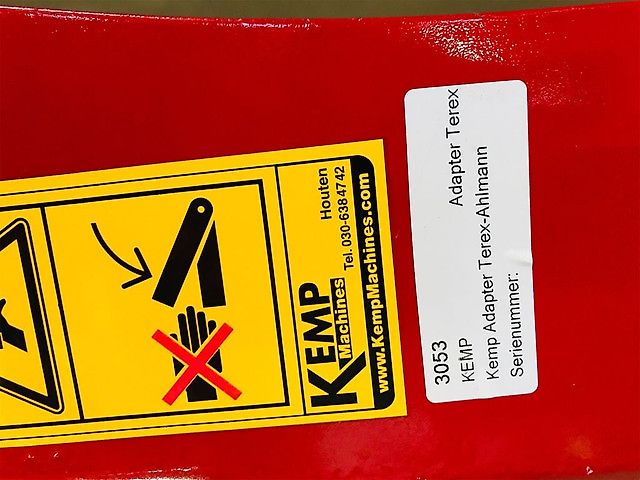 KEMP
Machines
Houten
Tel. 030-6384742
www.KempMachines.com
3053 Adapter Terex
KEMP
Kemp Adapter Terex-Ahlmann
Serienummer: